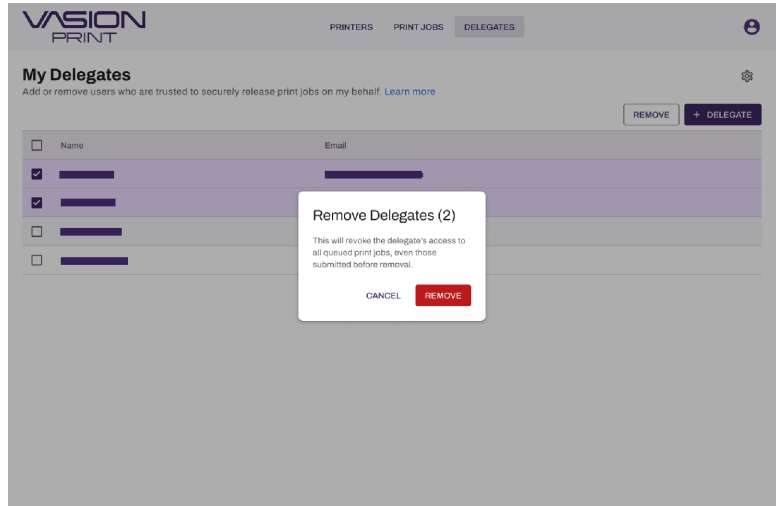 VASION
PRINT
PRINTERS PRINT JOBS DELEGATES
My Delegates
Add or remove users who are trusted to securely release print jobs on my behalf. Learn more
REMOVE + DELEGATE
Name Email
Remove Delegates (2)
This will revoke the delegate's access to
all queued print jobs, even those
submitted before removal.
CANCEL REMOVE